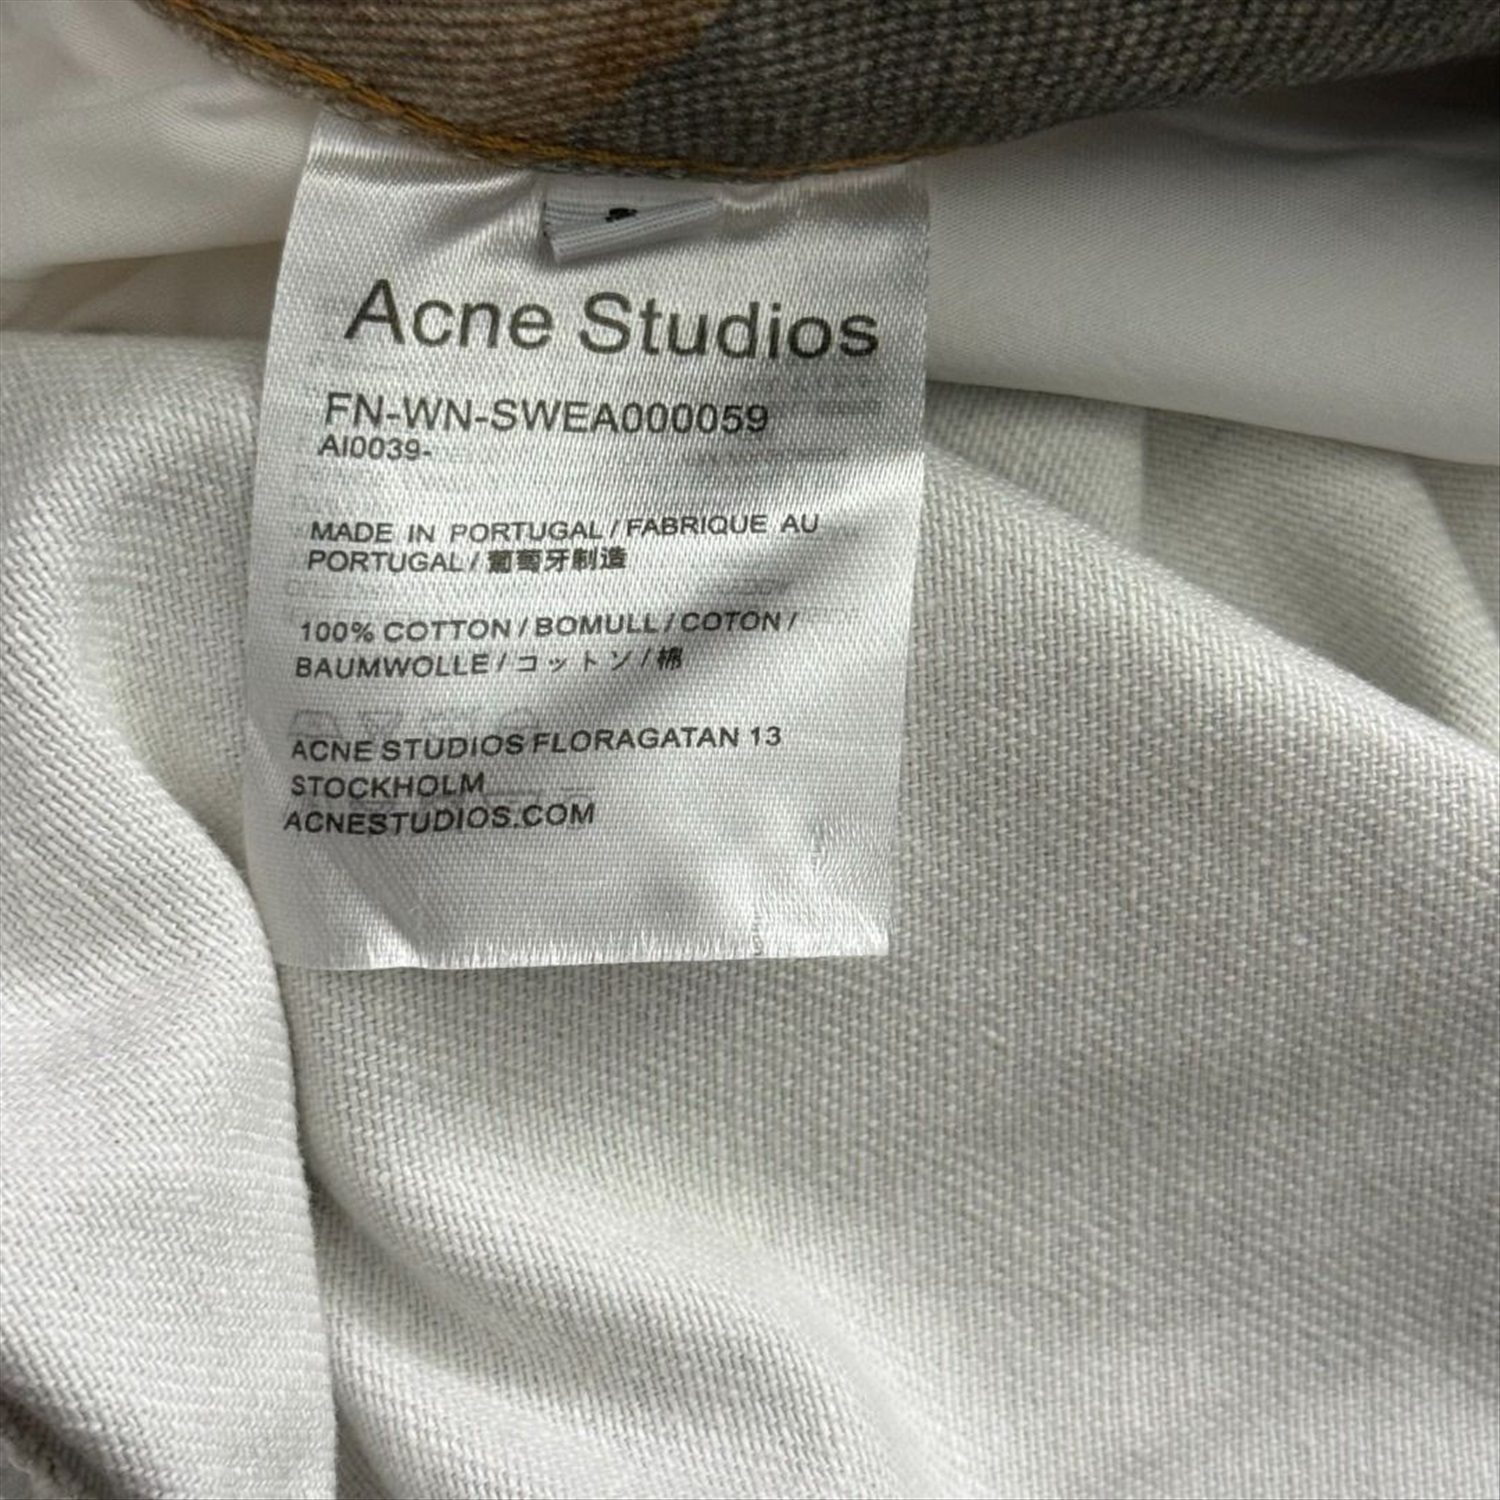 Acne Studios
FN-WN-SWEA000059
AI0039-
MADE IN PORTUGAL / FABRIQUE AU
PORTUGAL / 葡萄牙制造
100% COTTON / BOMULL / COTON /
BAUMWOLLE / コットン / 棉
ACNE STUDIOS FLORAGATAN 13
STOCKHOLM
ACNESTUDIOS.COM